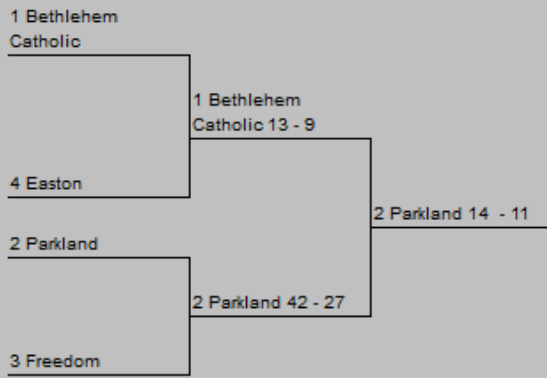 1 Bethlehem
Catholic
1 Bethlehem
Catholic 13 - 9
4 Easton
2 Parkland 14 - 11
2 Parkland
2 Parkland 42 - 27
3 Freedom